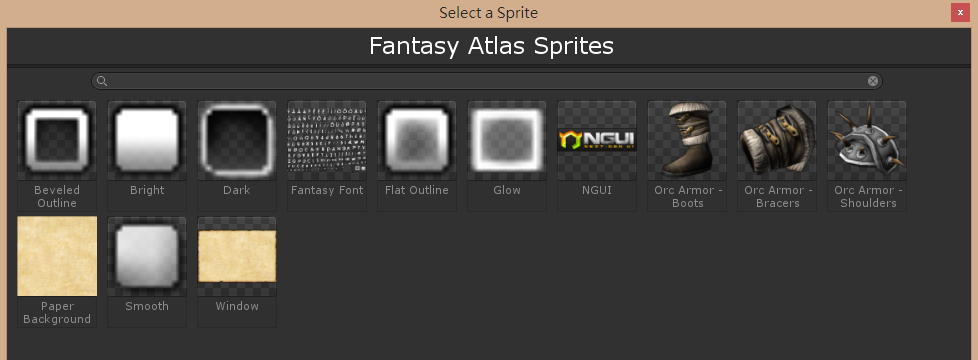 Select a Sprite
x
Fantasy Atlas Sprites
Beveled
Outline
Bright
Dark
Fantasy Font
Flat Outline
Glow
NGUI
NGUI
Orc Armor -
Boots
Orc Armor -
Bracers
Orc Armor -
Shoulders
Paper
Background
Smooth
Window